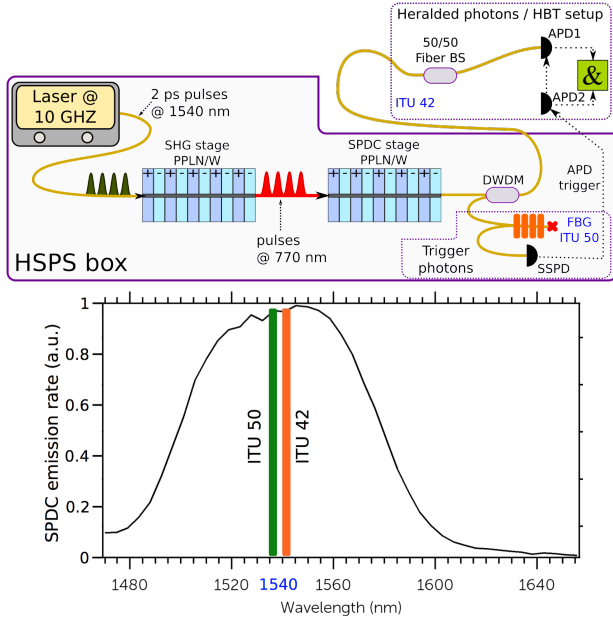 Heralded photons / HBT setup
50/50
Fiber BS
APD1
&
APD2
ITU 42
Laser @
10 GHZ
2 ps pulses
@ 1540 nm
SHG stage
PPLN/W
SPDC stage
PPLN/W
+ - + - + - + - + -
+ - + - + - + - + -
DWDM
APD
trigger
pulses
@ 770 nm
FBG
ITU 50
Trigger
photons
SSPD
HSPS box
SPDC emission rate (a.u.)
1
0.8
0.6
0.4
0.2
0
ITU 50
ITU 42
1480
1520
1540
1560
1600
1640
Wavelength (nm)